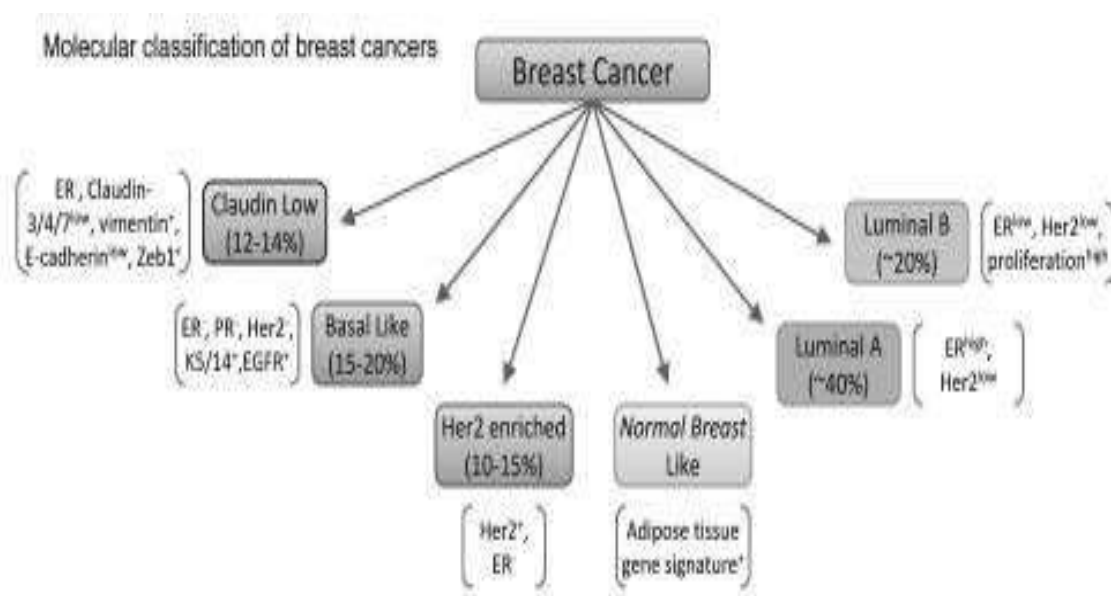 Molecular classification of breast cancers
Breast Cancer
ER⁻, Claudin-
3/4/7ˡᵒʷ, vimentin⁺,
E-cadherinˡᵒʷ, Zeb1⁺
Claudin Low
(12-14%)
ER⁻, PR⁻, Her2⁻,
K5/14⁺,EGFR⁺
Basal Like
(15-20%)
Her2 enriched
(10-15%)
Her2⁺,
ER⁻
Normal Breast
Like
Adipose tissue
gene signature⁺
Luminal A
(~40%)
ERʰⁱᵍʰ,
Her2ˡᵒʷ
Luminal B
(~20%)
ERˡᵒʷ, Her2ˡᵒʷ,
proliferationʰⁱᵍʰ